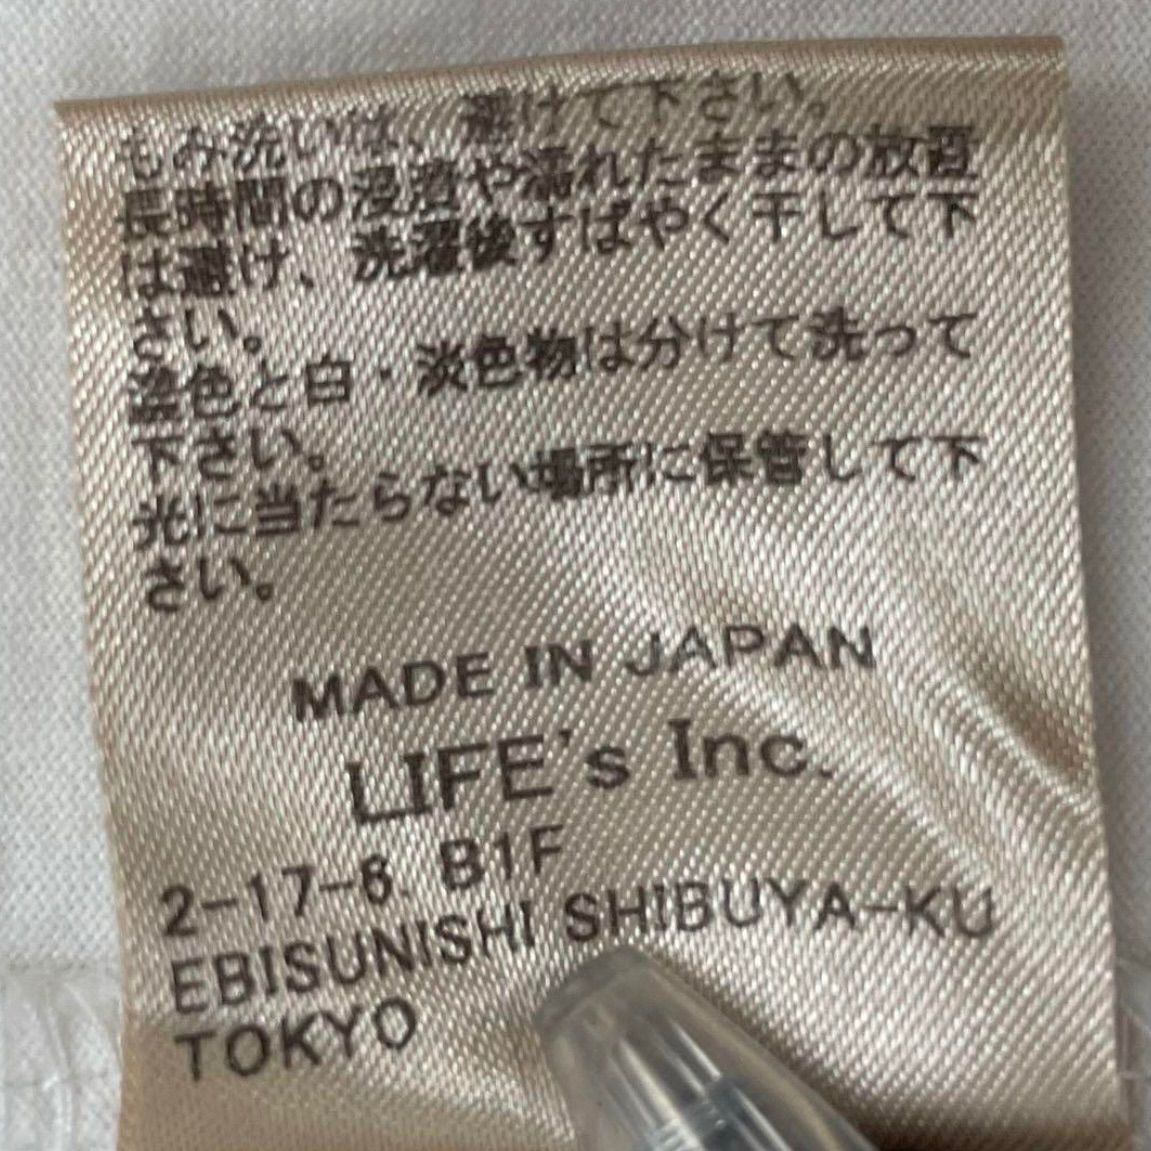 もみ洗いは、避けて下さい。
長時間の浸漬や濡れたままの放置
は避け、洗濯後すばやく干して下
さい。
濃色と白・淡色物は分けて洗って
下さい。
光に当たらない場所に保管して下
さい。
MADE IN JAPAN
LIFE's Inc.
2-17-6. B1F
EBISUNISHI SHIBUYA-KU
TOKYO